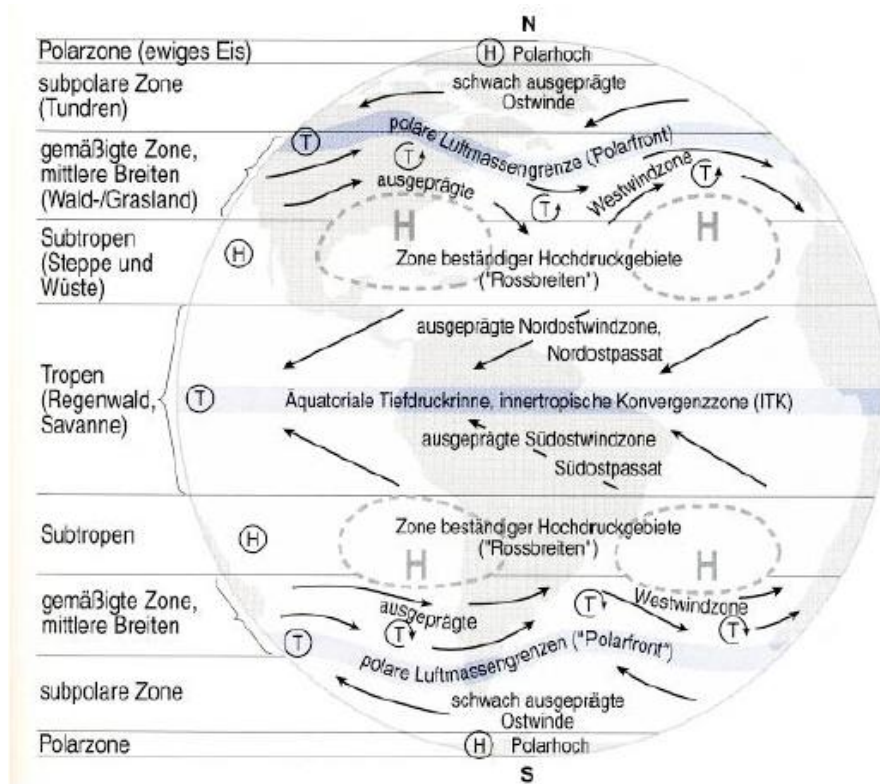 N
Polarzone (ewiges Eis)
H Polarhoch
subpolare Zone
(Tundren)
schwach ausgeprägte
Ostwinde
T
polare Luftmassengrenze (Polarfront)
gemäßigte Zone,
mittlere Breiten
(Wald-/Grasland)
T
ausgeprägte
T
Westwindzone
T
Subtropen
(Steppe und
Wüste)
H
H
H
Zone beständiger Hochdruckgebiete
("Rossbreiten")
ausgeprägte Nordostwindzone,
Nordostpassat
Tropen
(Regenwald,
Savanne)
T
Äquatoriale Tiefdruckrinne, innertropische Konvergenzzone (ITK)
ausgeprägte Südostwindzone
Südostpassat
Subtropen
H
Zone beständiger Hochdruckgebiete
("Rossbreiten")
H
H
gemäßigte Zone,
mittlere Breiten
ausgeprägte
T
T
Westwindzone
T
T
polare Luftmassengrenzen ("Polarfront")
subpolare Zone
schwach ausgeprägte
Ostwinde
Polarzone
H Polarhoch
S